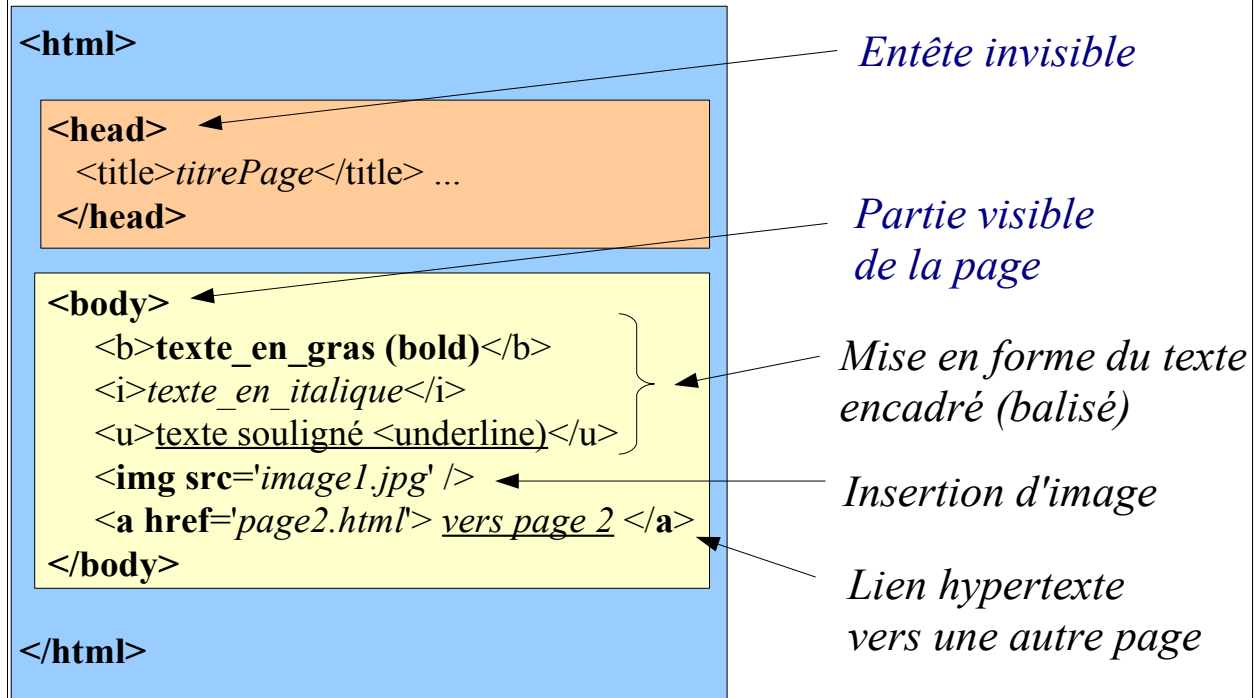 <html>
Entête invisible
<head>
<title>titrePage</title> ...
</head>
Partie visible
de la page
<body>
<b>texte_en_gras (bold)</b>
<i>texte_en_italique</i>
<u>texte souligné <underline)</u>
Mise en forme du texte
encadré (balisé)
<img src='image1.jpg' />
Insertion d'image
<a href='page2.html'> vers page 2 </a>
</body>
Lien hypertexte
vers une autre page
</html>